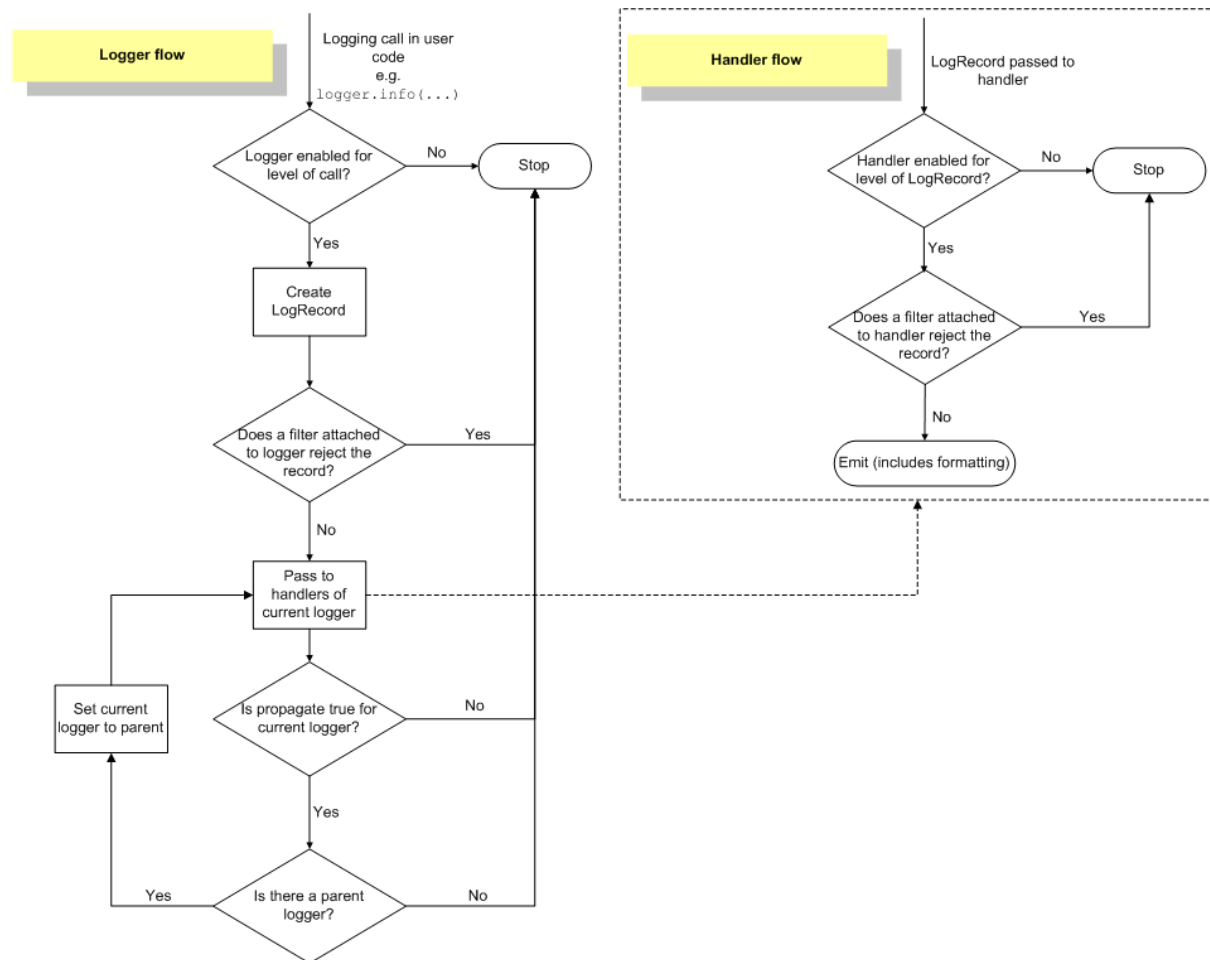 Logger flow
Logging call in user
code
e.g.
logger.info(...)
Logger enabled for
level of call?
No
Stop
Yes
Create
LogRecord
Does a filter attached
to logger reject the
record?
Yes
No
Pass to
handlers of
current logger
Set current
logger to parent
Is propagate true for
current logger?
No
Yes
Is there a parent
logger?
Yes
No
Handler flow
LogRecord passed to
handler
Handler enabled for
level of LogRecord?
No
Stop
Yes
Does a filter attached
to handler reject the
record?
Yes
No
Emit (includes formatting)